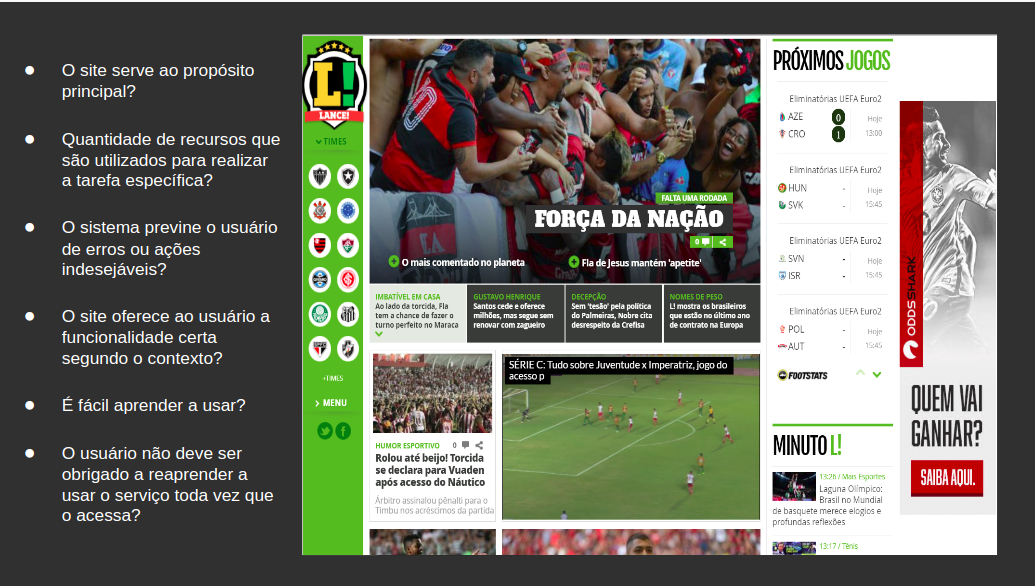 ● O site serve ao propósito
principal?
● Quantidade de recursos que
são utilizados para realizar
a tarefa específica?
● O sistema previne o usuário
de erros ou ações
indesejáveis?
● O site oferece ao usuário a
funcionalidade certa
segundo o contexto?
● É fácil aprender a usar?
● O usuário não deve ser
obrigado a reaprender a
usar o serviço toda vez que
o acessa?
L!
LANCE!
TIMES
+TIMES
MENU
FALTA UMA RODADA
FORÇA DA NAÇÃO
0
O mais comentado no planeta
Fla de Jesus mantém 'apetite'
IMBATÍVEL EM CASA
Ao lado da torcida, Fla
tem a chance de fazer o
turno perfeito no Maraca
GUSTAVO HENRIQUE
Santos cede e oferece
milhões, mas segue sem
renovar com zagueiro
DECEPÇÃO
Sem 'tesão' pela política
do Palmeiras, Nobre cita
desrespeito da Crefisa
NOMES DE PESO
L! mostra os brasileiros
que estão no último ano
de contrato na Europa
HUMOR ESPORTIVO 0
Rolou até beijo! Torcida
se declara para Vuaden
após acesso do Náutico
Árbitro assinalou pênalti para o
Timbu nos acréscimos da partida
SÉRIE C: Tudo sobre Juventude x Imperatriz, jogo do
acesso p
PRÓXIMOS JOGOS
Eliminatórias UEFA Euro2
AZE 0 Hoje
CRO 1 13:00
Eliminatórias UEFA Euro2
HUN - Hoje
SVK - 15:45
Eliminatórias UEFA Euro2
SVN - Hoje
ISR - 15:45
Eliminatórias UEFA Euro2
POL - Hoje
AUT - 15:45
FOOTSTATS
MINUTO L!
13:26 / Mais Esportes
Laguna Olímpico:
Brasil no Mundial
de basquete merece elogios e
profundas reflexões
13:17 / Tênis
ODDSSHARK
QUEM VAI
GANHAR?
SAIBA AQUI.